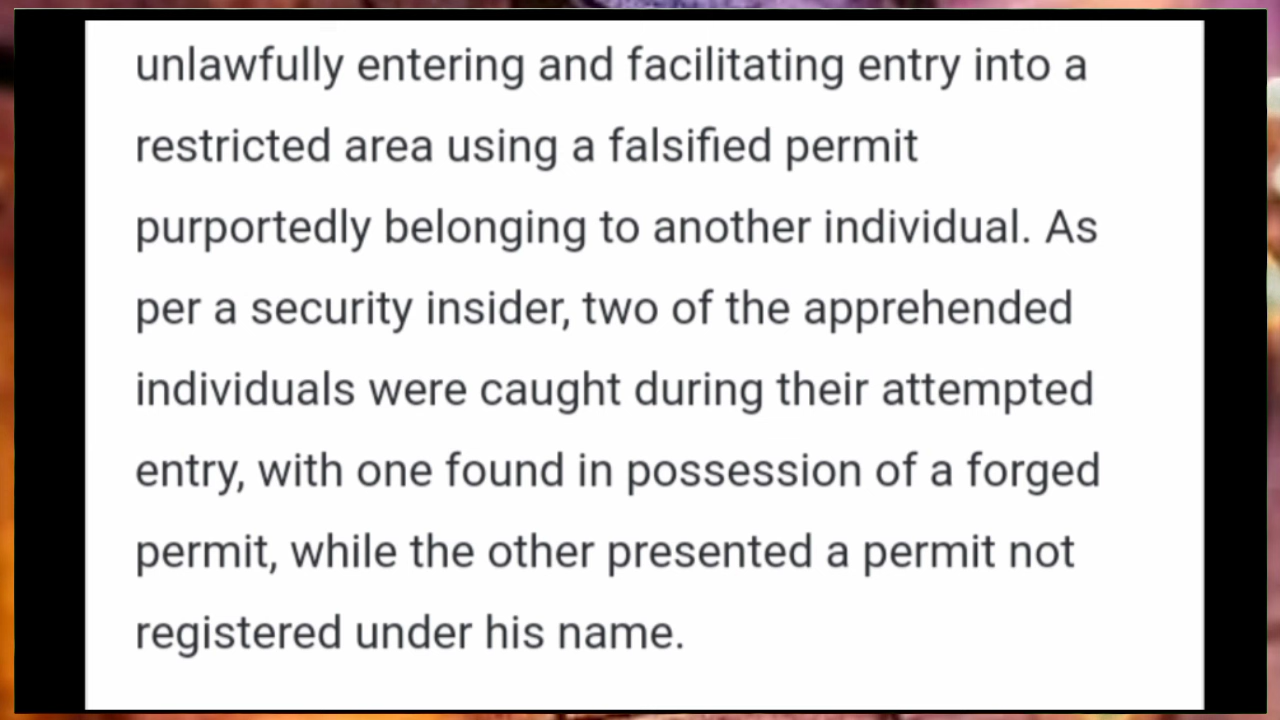 unlawfully entering and facilitating entry into a
restricted area using a falsified permit
purportedly belonging to another individual. As
per a security insider, two of the apprehended
individuals were caught during their attempted
entry, with one found in possession of a forged
permit, while the other presented a permit not
registered under his name.